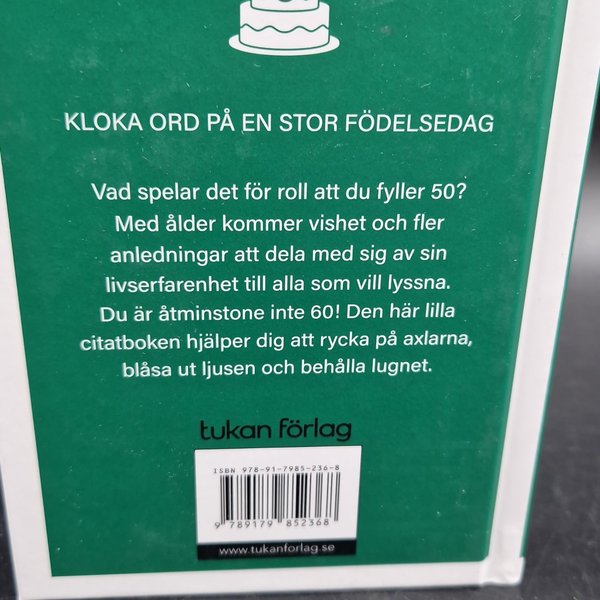 KLOKA ORD PÅ EN STOR FÖDELSEDAG
Vad spelar det för roll att du fyller 50?
Med ålder kommer vishet och fler
anledningar att dela med sig av sin
livserfarenhet till alla som vill lyssna.
Du är åtminstone inte 60! Den här lilla
citatboken hjälper dig att rycka på axlarna,
blåsa ut ljusen och behålla lugnet.
tukan förlag
ISBN 978-91-7985-236-8
9 789179 852368
www.tukanforlag.se